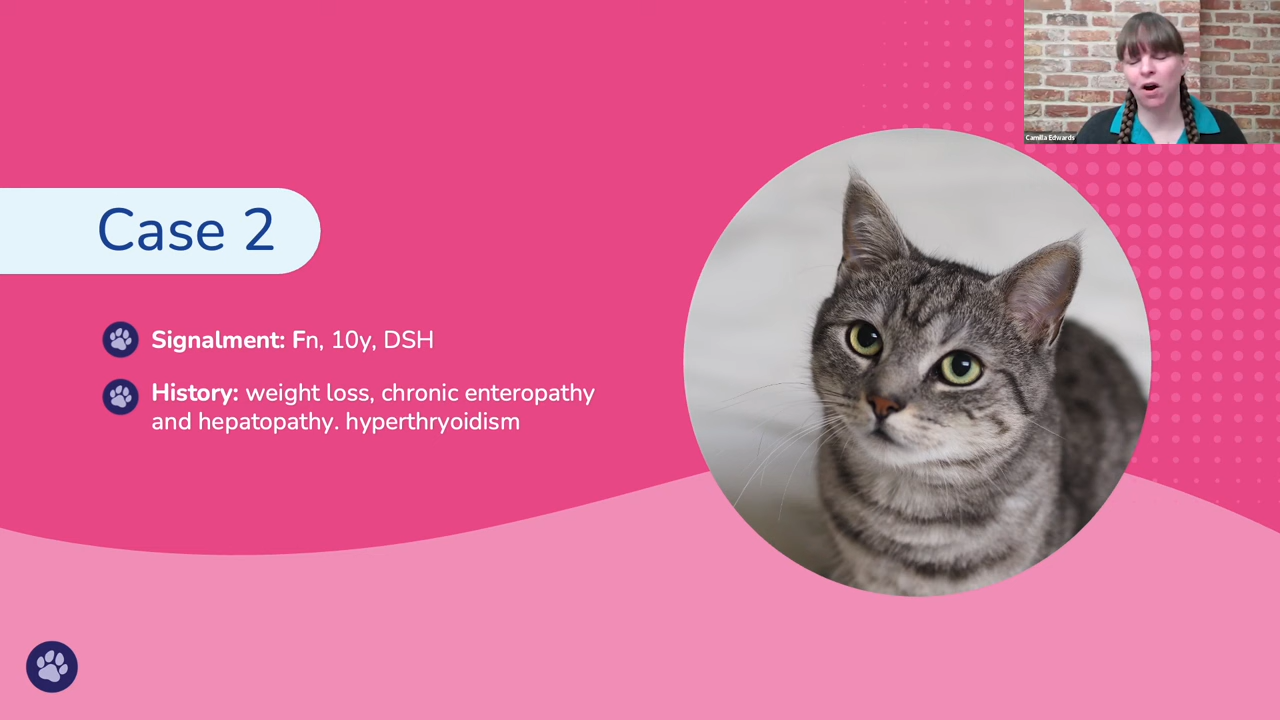 Camilla Edwards
Case 2
Signalment: Fn, 10y, DSH
History: weight loss, chronic enteropathy
and hepatopathy. hyperthryoidism